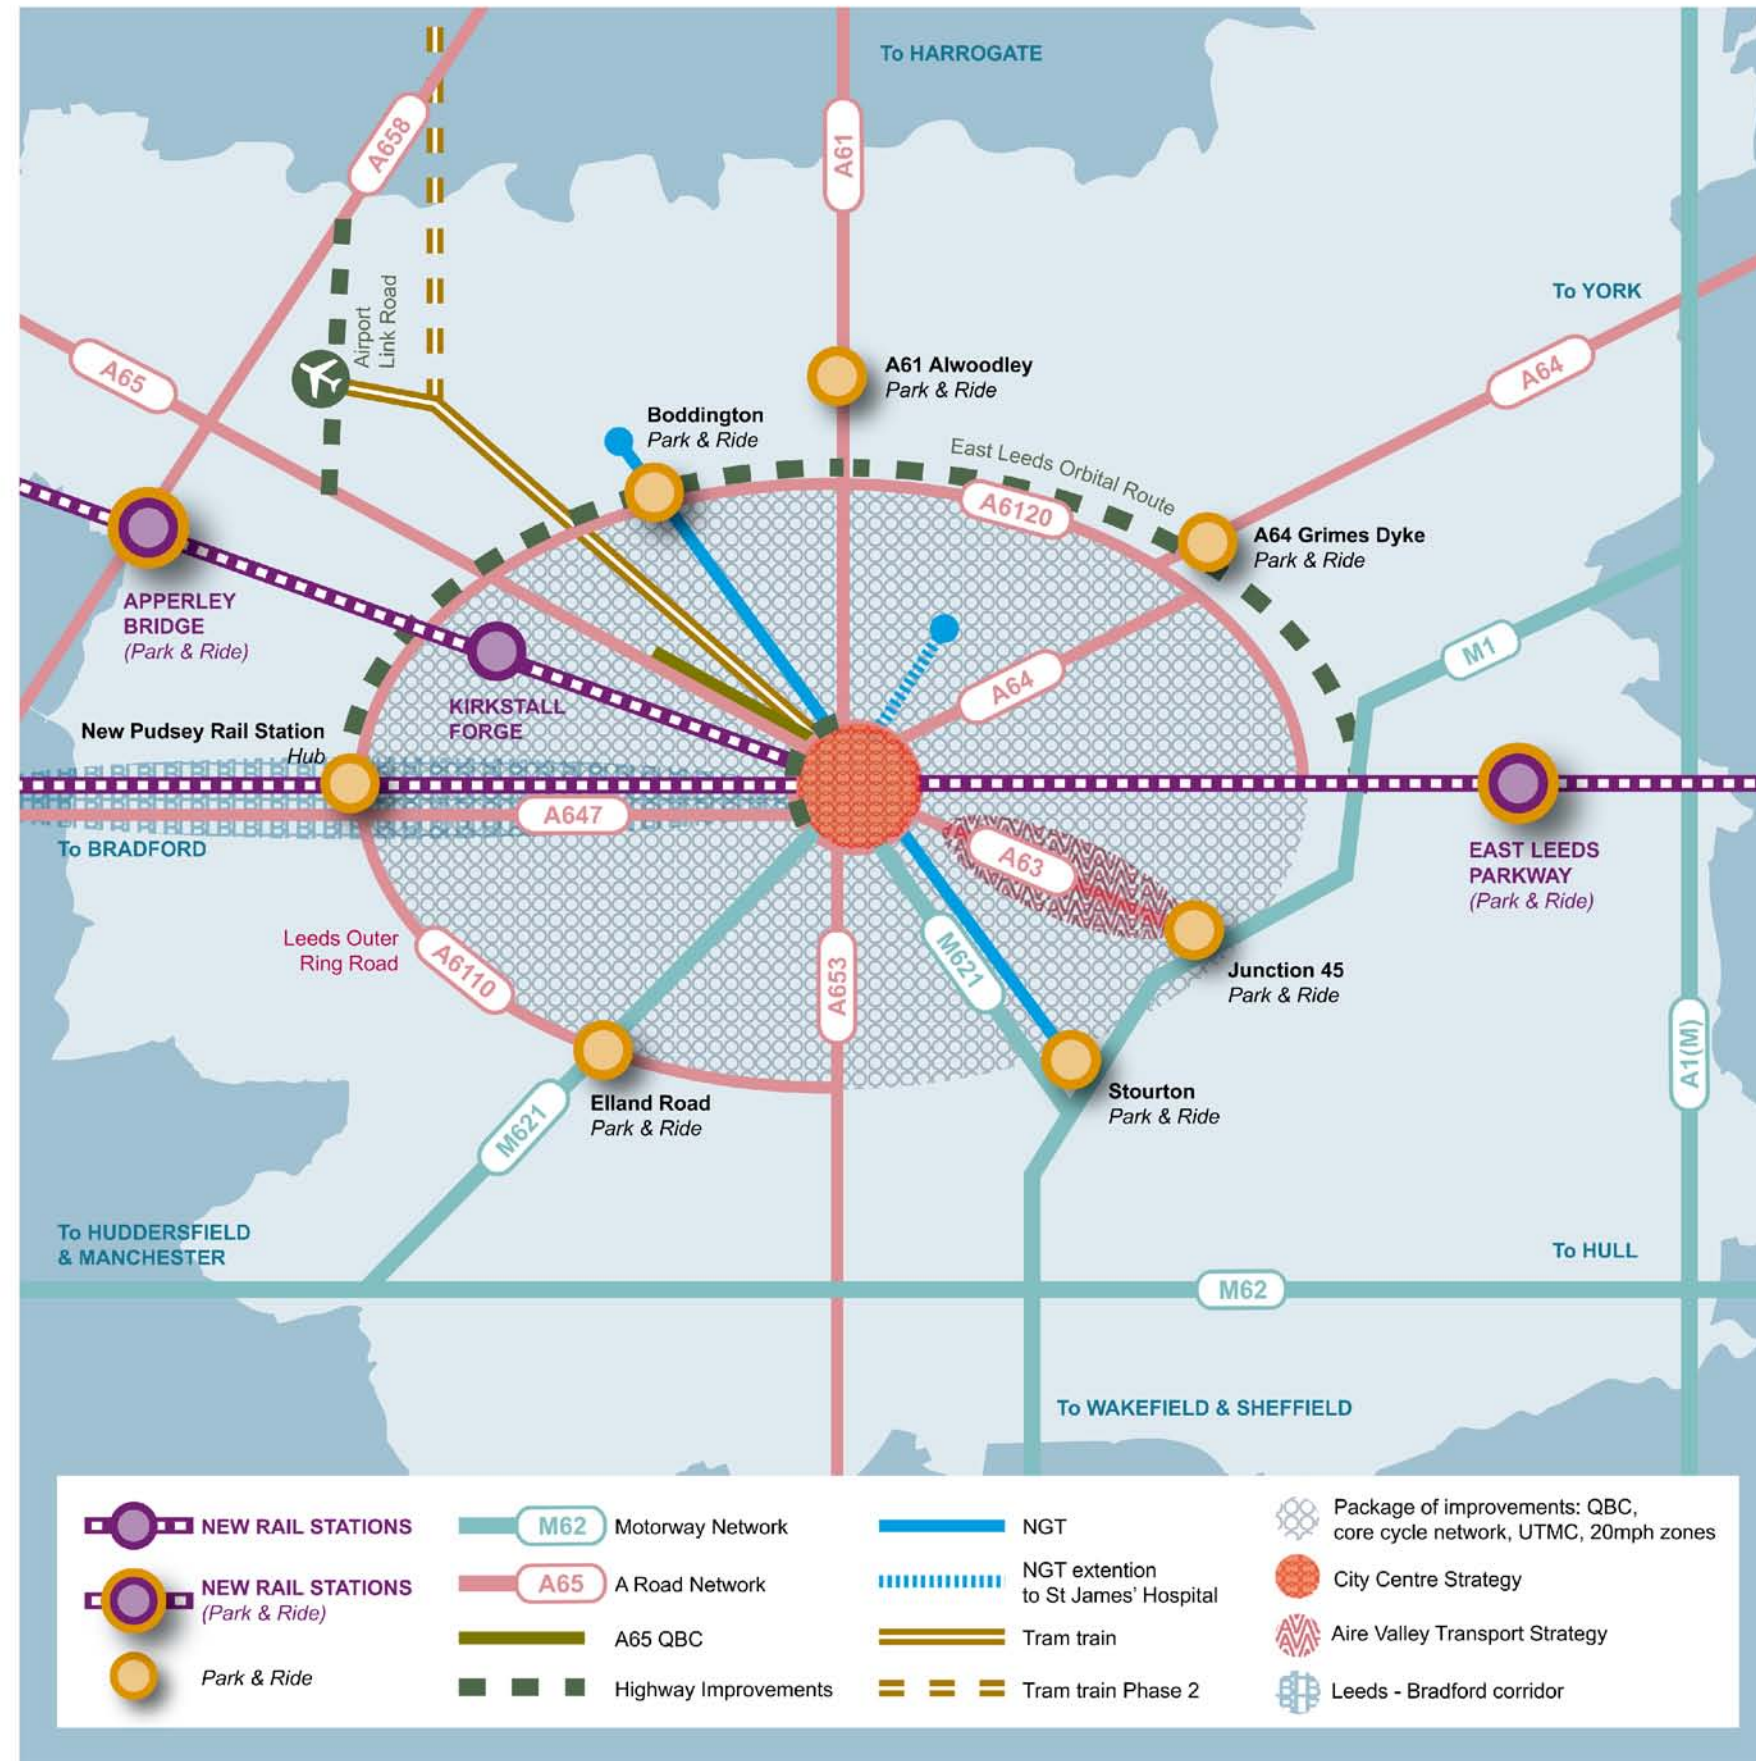 To HARROGATE
A658
A61
Airport
Link Road
To YORK
A65
A64
A61 Alwoodley
Park & Ride
Boddington
Park & Ride
East Leeds Orbital Route
A6120
A64 Grimes Dyke
Park & Ride
APPERLEY
BRIDGE
(Park & Ride)
M1
A64
KIRKSTALL
FORGE
New Pudsey Rail Station
Hub
A647
To BRADFORD
A63
EAST LEEDS
PARKWAY
(Park & Ride)
Leeds Outer
Ring Road
A6110
A653
M621
Junction 45
Park & Ride
A1(M)
Elland Road
Park & Ride
M621
Stourton
Park & Ride
To HUDDERSFIELD
& MANCHESTER
To HULL
M62
To WAKEFIELD & SHEFFIELD
NEW RAIL STATIONS
NEW RAIL STATIONS
(Park & Ride)
Park & Ride
M62 Motorway Network
A65 A Road Network
A65 QBC
Highway Improvements
NGT
NGT extention
to St James' Hospital
Tram train
Tram train Phase 2
Package of improvements: QBC,
core cycle network, UTMC, 20mph zones
City Centre Strategy
Aire Valley Transport Strategy
Leeds - Bradford corridor